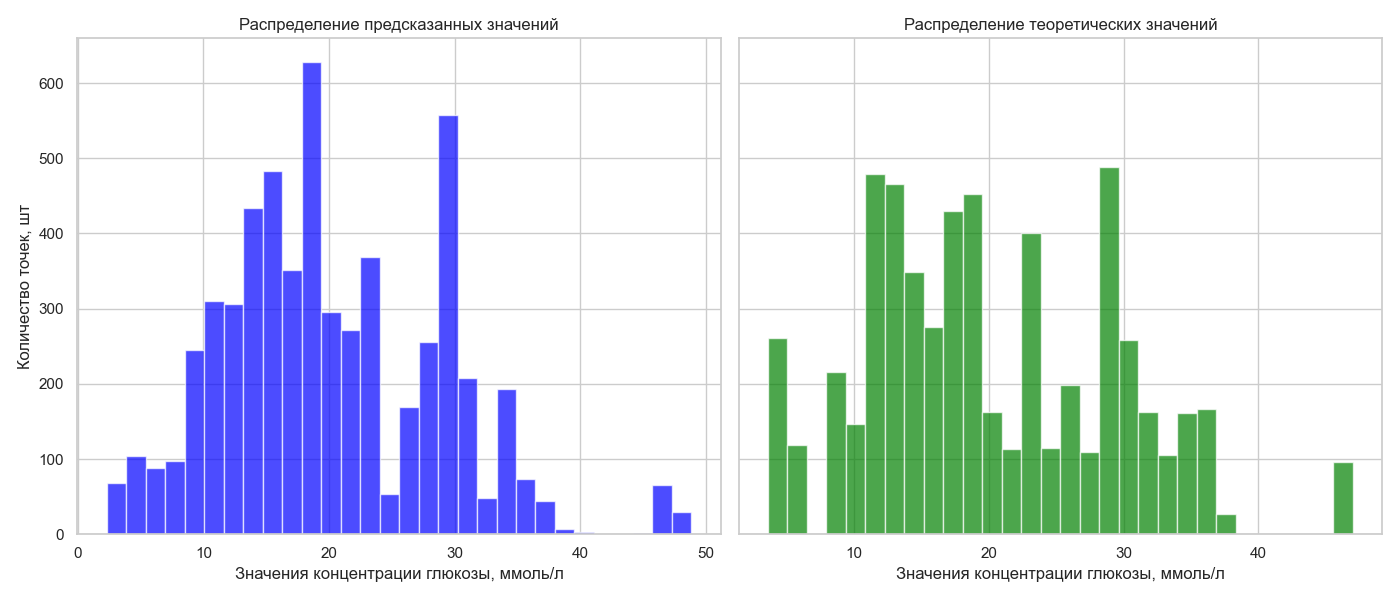 Распределение предсказанных значений
Распределение теоретических значений
Количество точек, шт
600
500
400
300
200
100
0
0 10 20 30 40 50
10 20 30 40
Значения концентрации глюкозы, ммоль/л
Значения концентрации глюкозы, ммоль/л